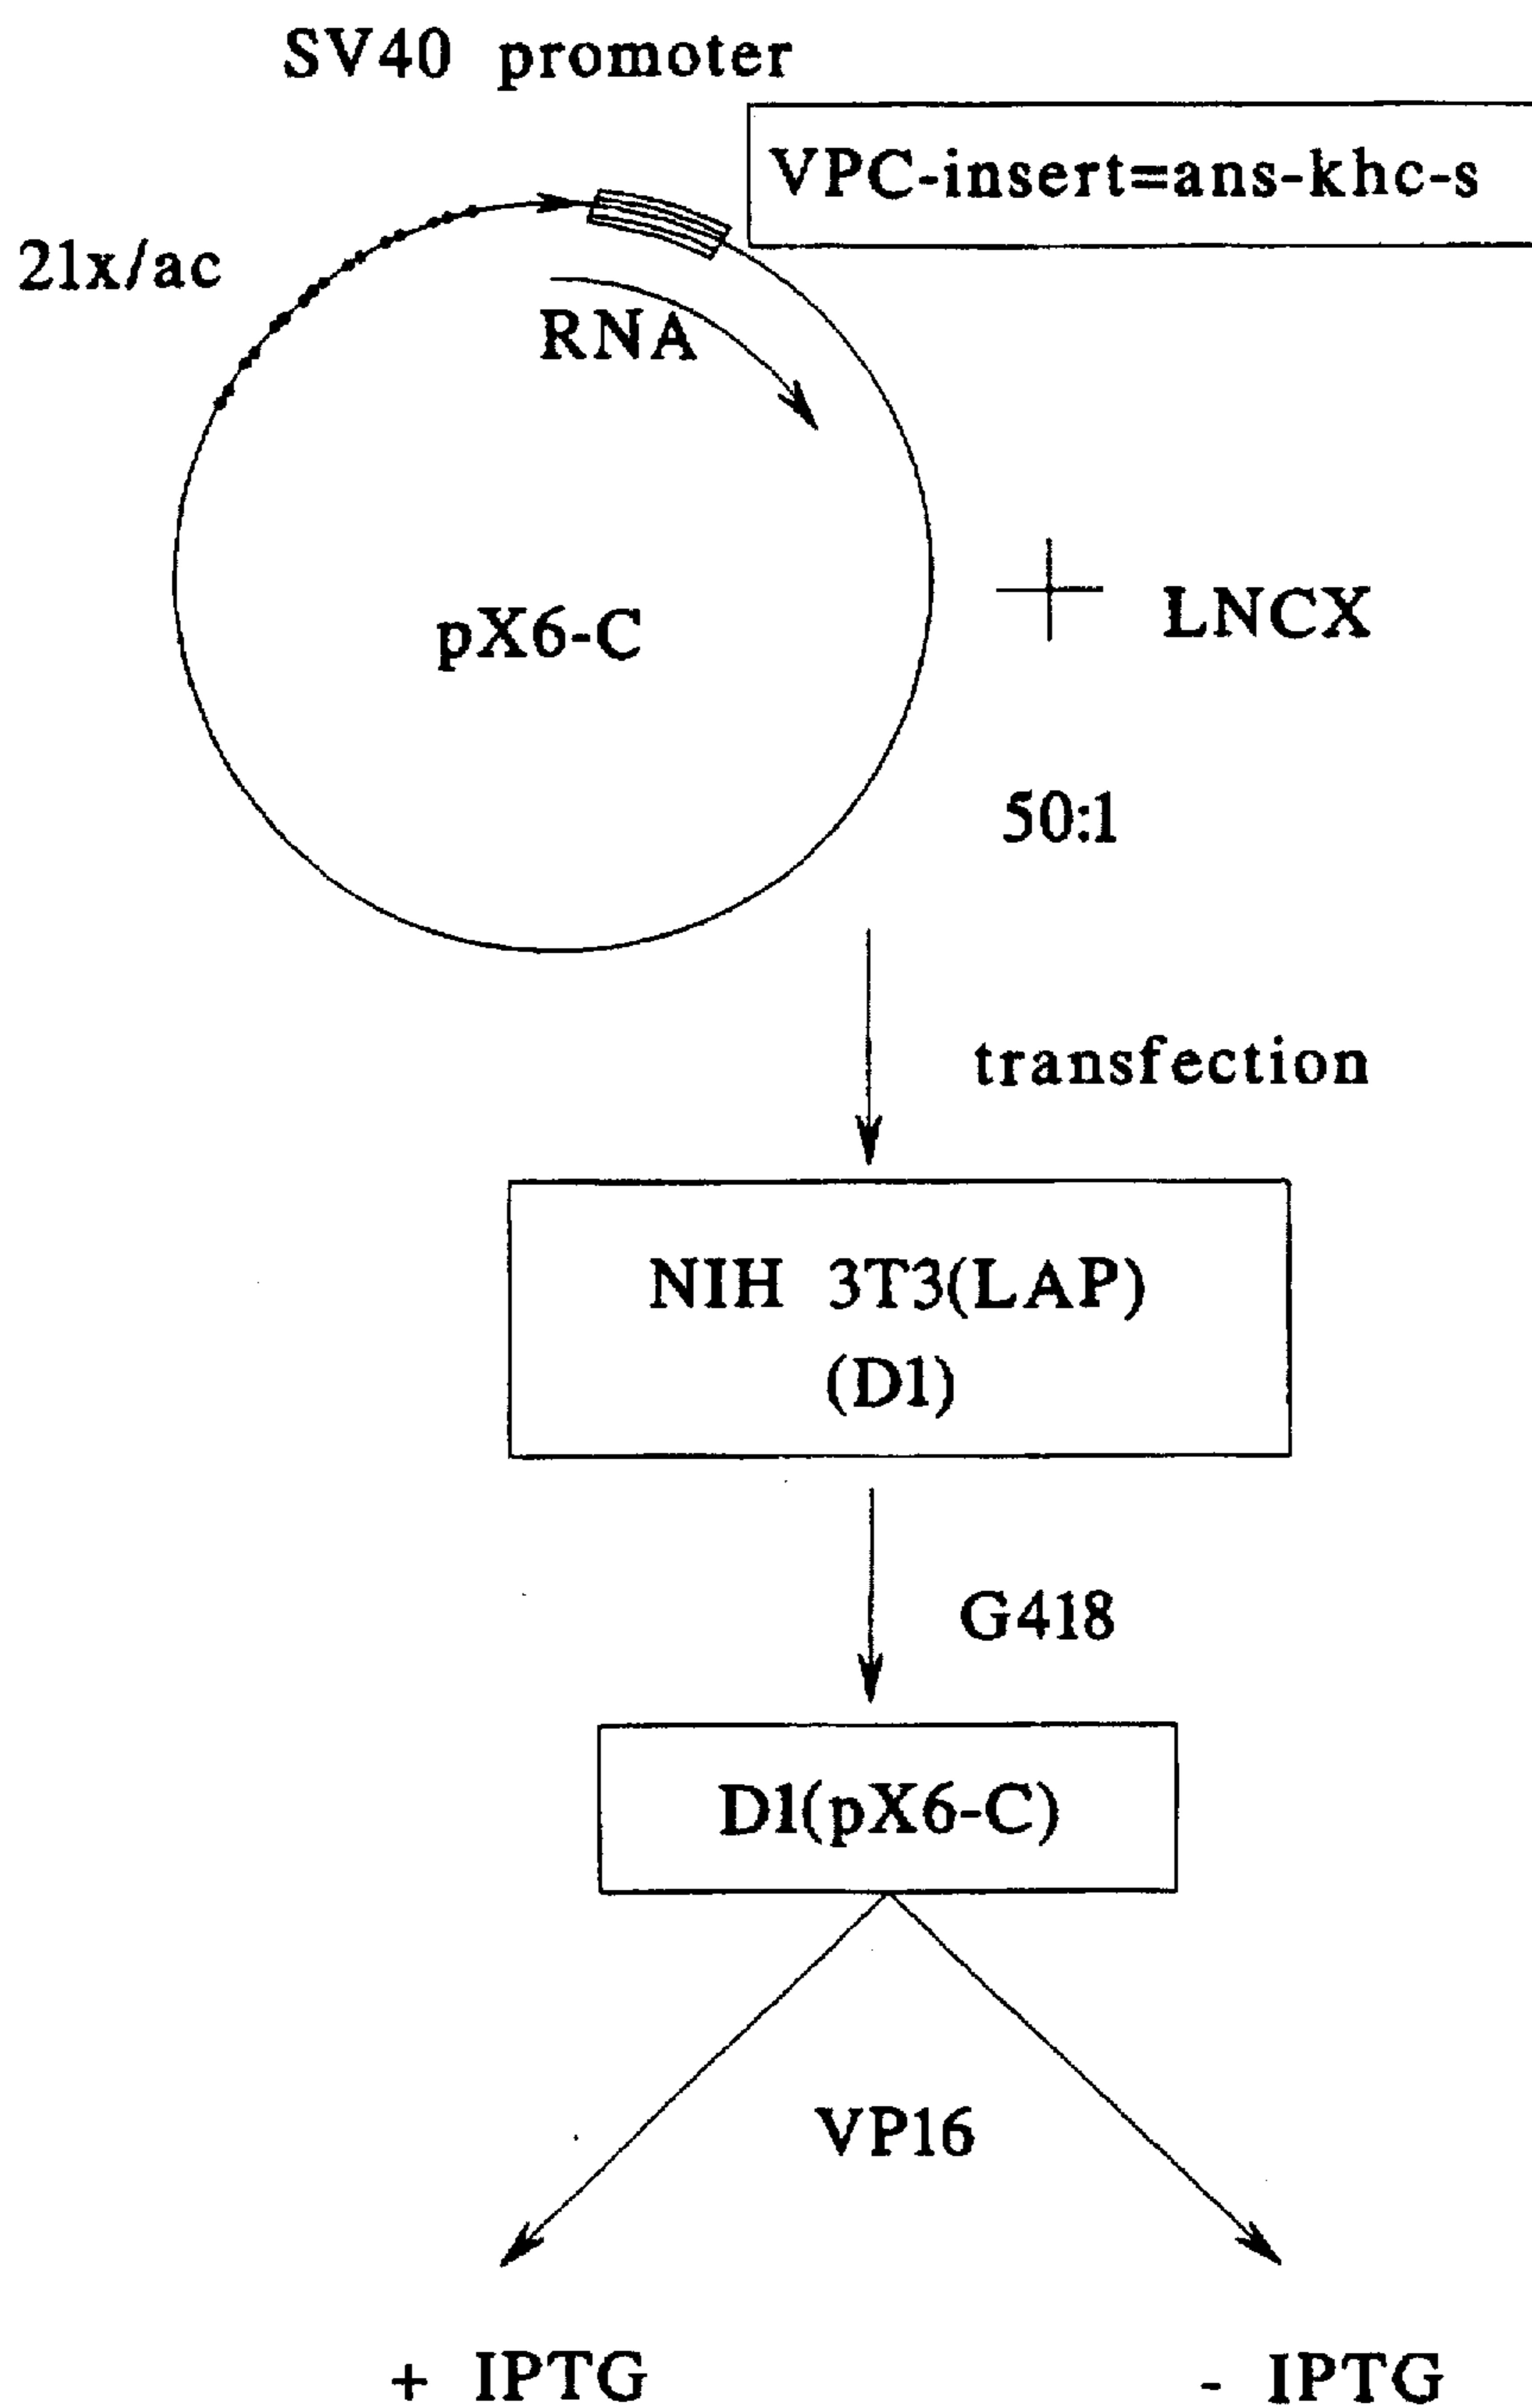 SV40 promoter
VPC-insert=ans-khc-s
21x/ac
RNA
pX6-C
LNCX
50:1
transfection
NIH 3T3(LAP)
(D1)
G418
D1(pX6-C)
VP16
+ IPTG
- IPTG